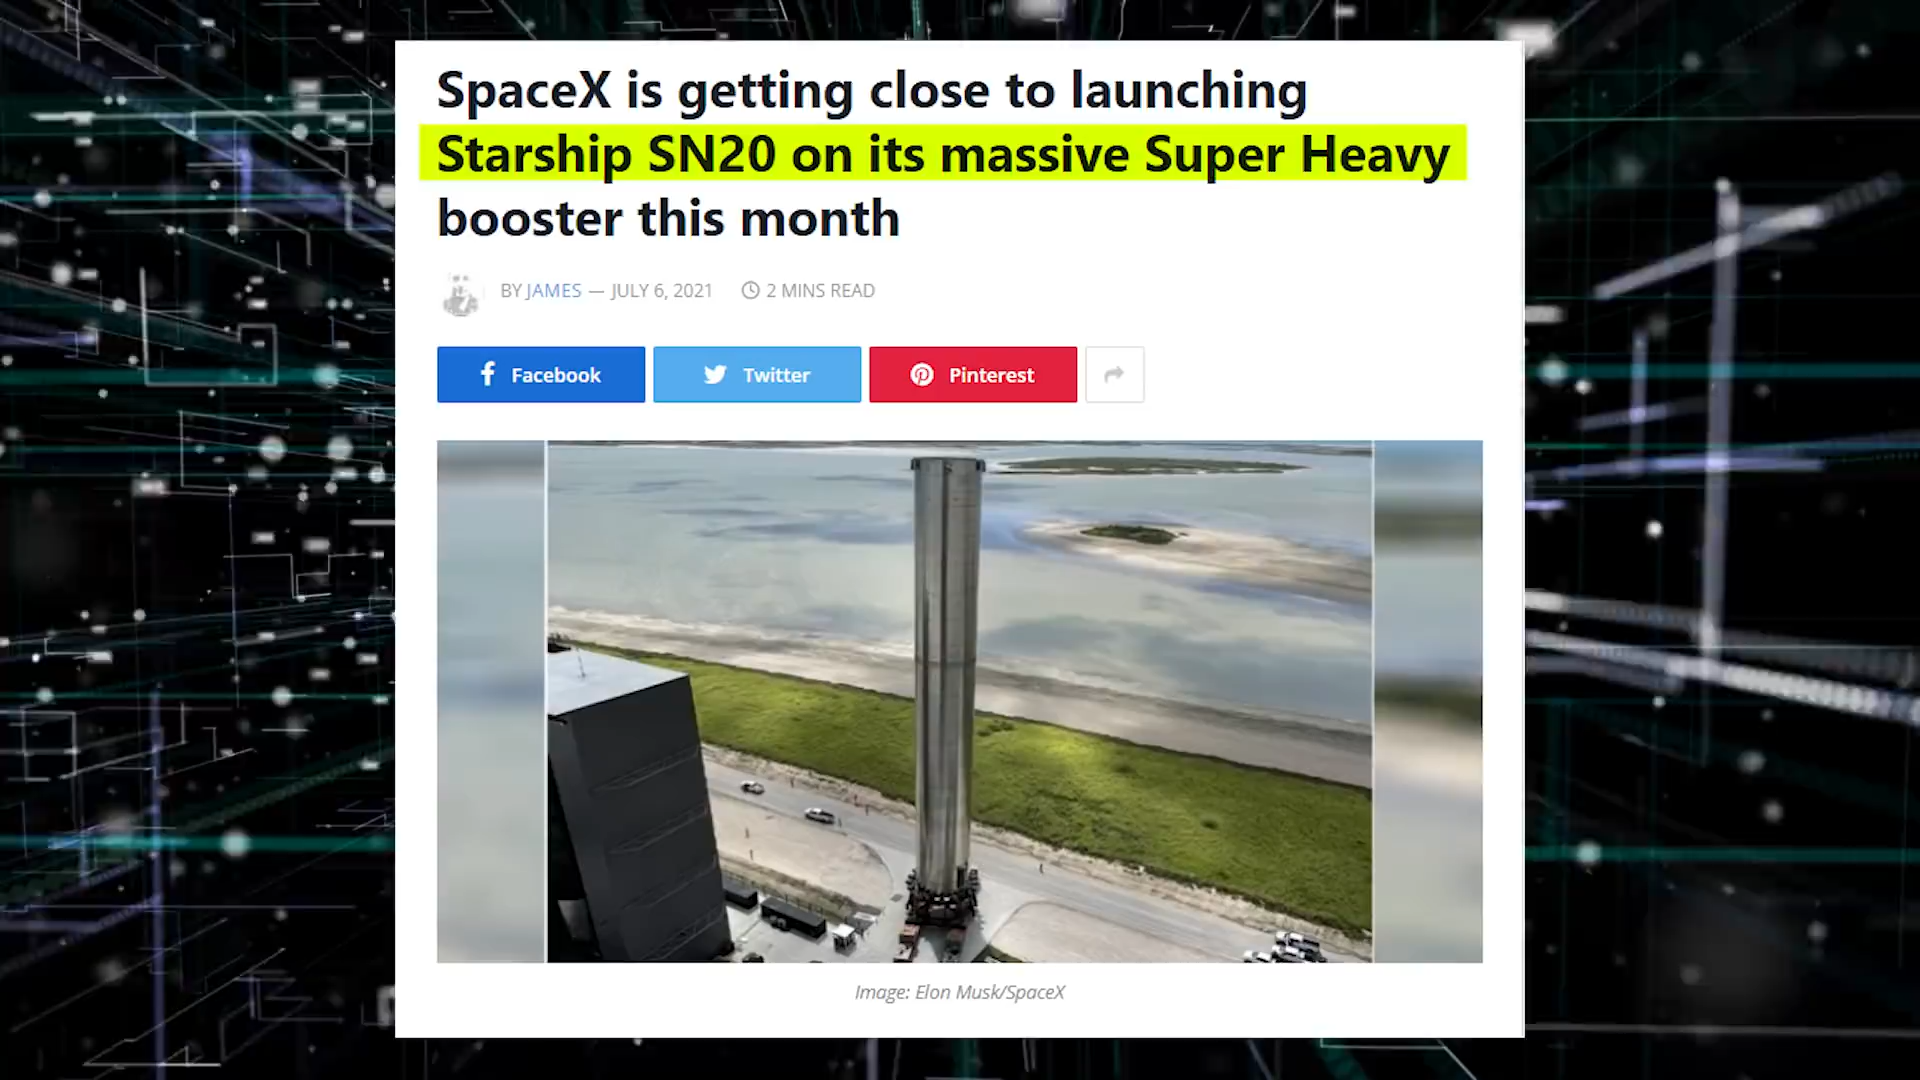 SpaceX is getting close to launching
Starship SN20 on its massive Super Heavy
booster this month
BY JAMES — JULY 6, 2021 2 MINS READ
Facebook Twitter Pinterest
Image: Elon Musk/SpaceX